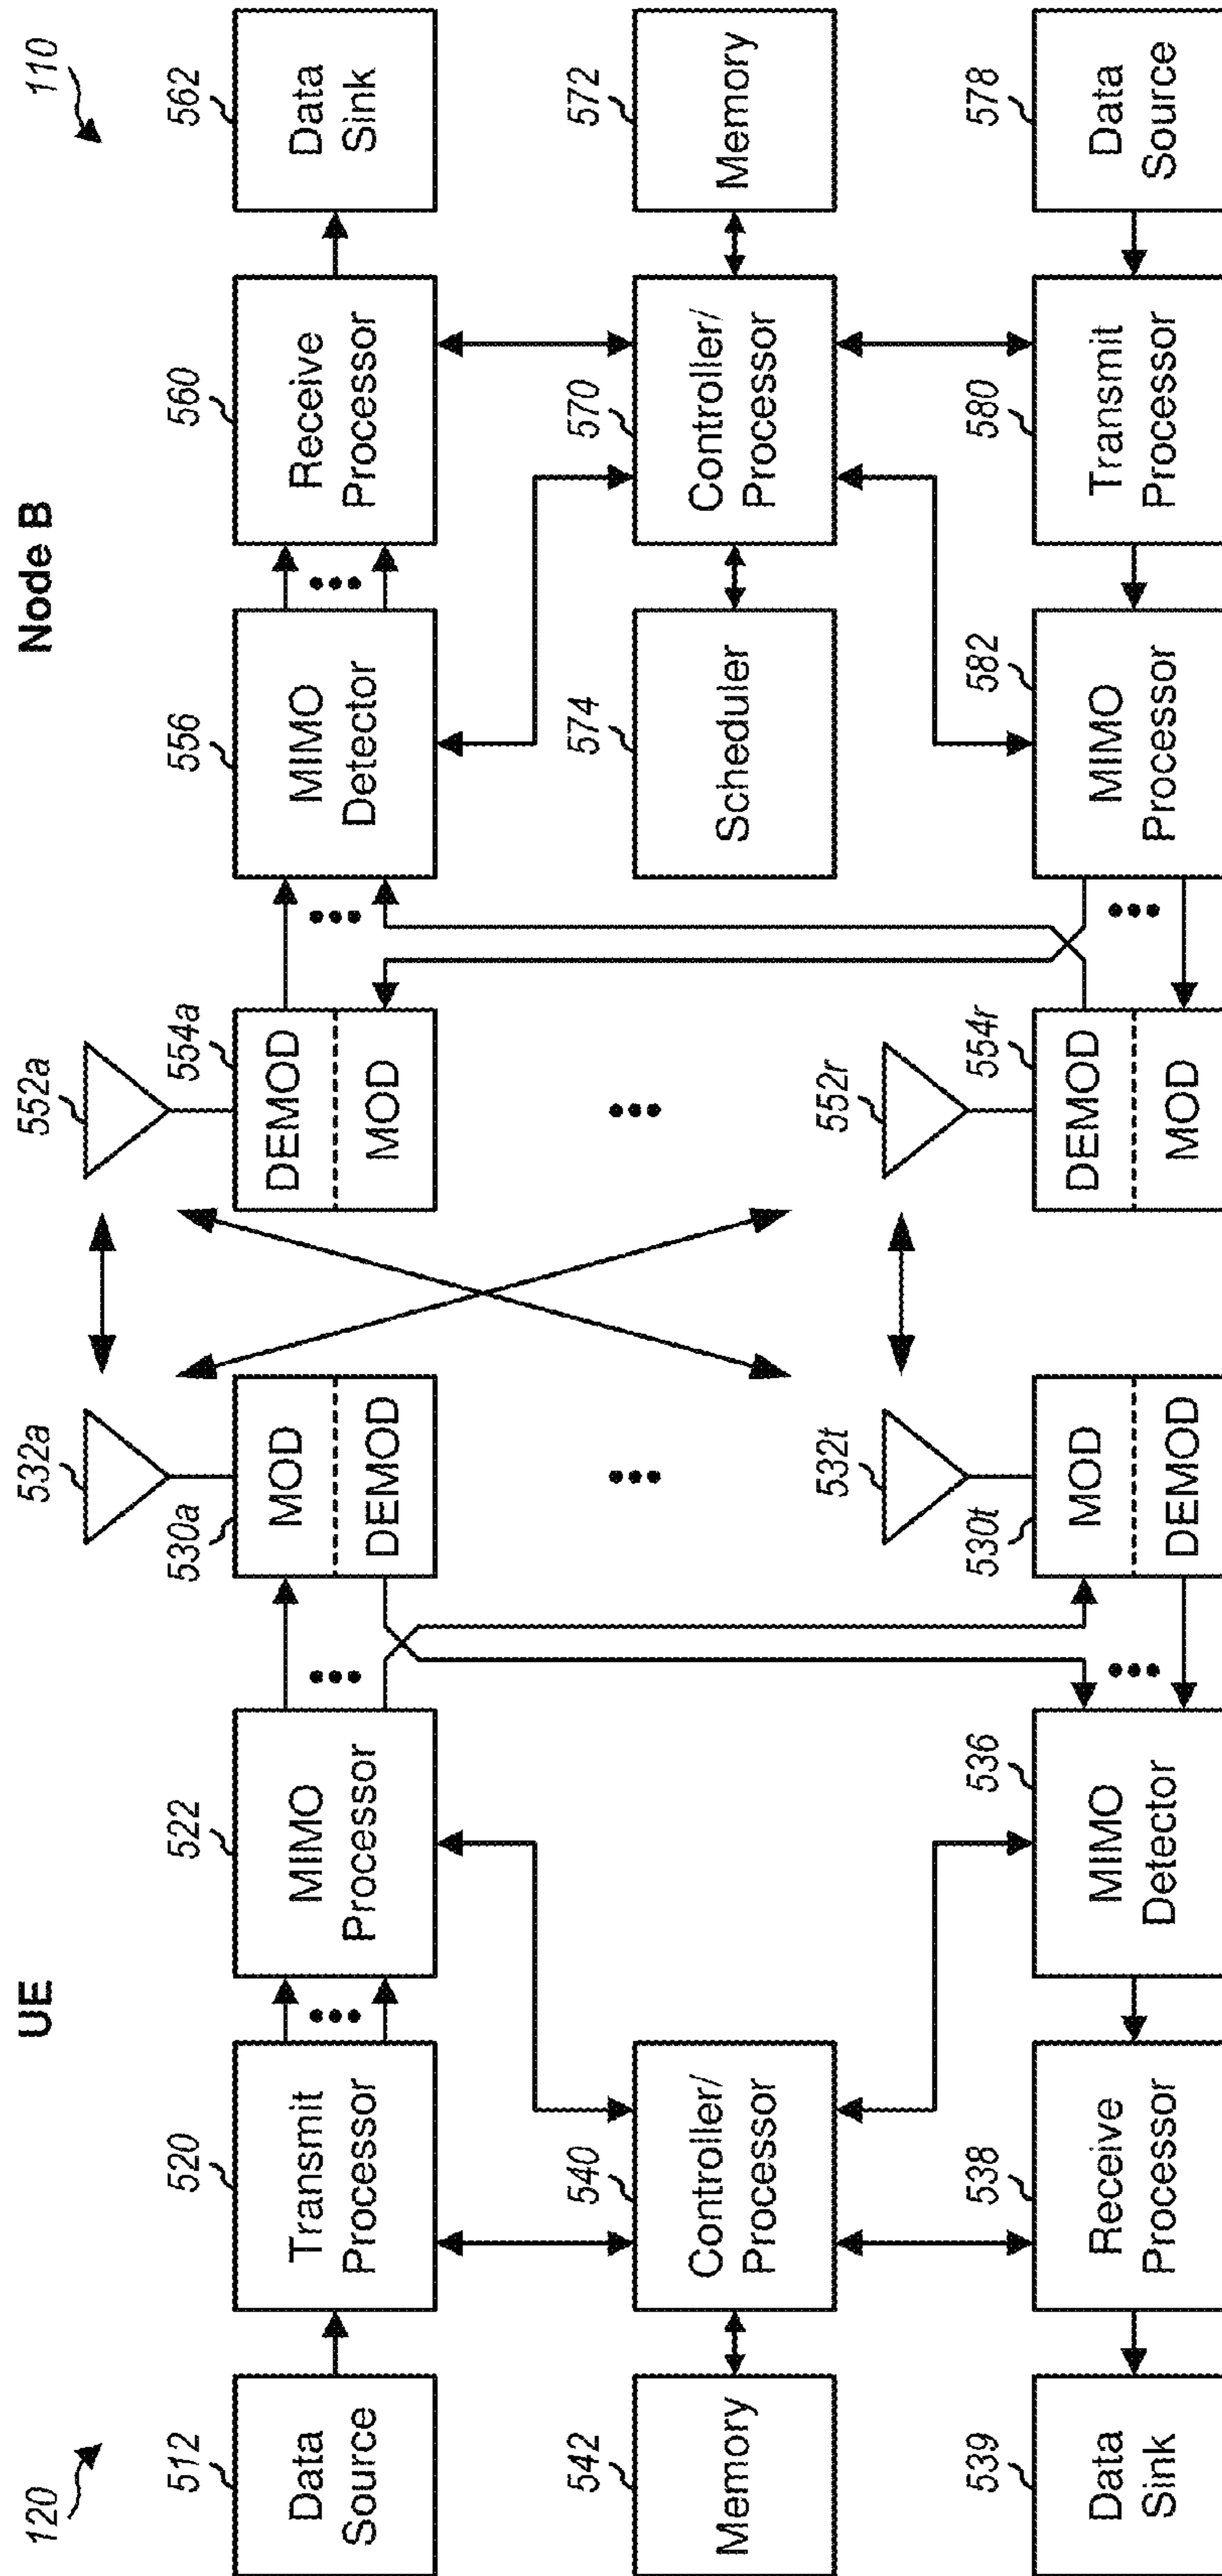 UE
Node B
120
110
512
Data
Source
520
Transmit
Processor
522
MIMO
Processor
532a
530a
MOD
DEMOD
552a
554a
DEMOD
MOD
556
MIMO
Detector
560
Receive
Processor
562
Data
Sink
542
Memory
540
Controller/
Processor
574
Scheduler
570
Controller/
Processor
572
Memory
539
Data
Sink
538
Receive
Processor
536
MIMO
Detector
532t
530t
MOD
DEMOD
552r
554r
DEMOD
MOD
582
MIMO
Processor
580
Transmit
Processor
578
Data
Source